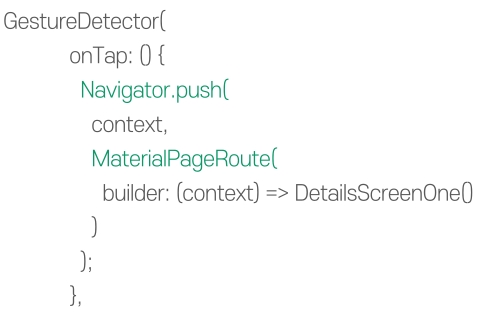 GestureDetector(
onTap: () {
Navigator.push(
context,
MaterialPageRoute(
builder: (context) => DetailsScreenOne()
)
);
},